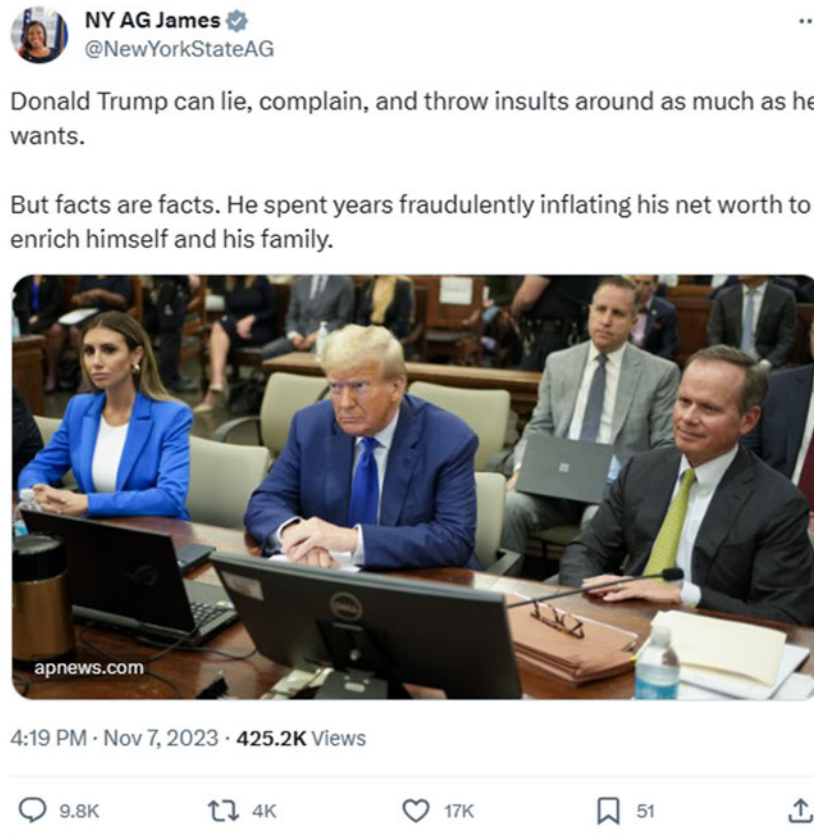 NY AG James
@NewYorkStateAG
Donald Trump can lie, complain, and throw insults around as much as he
wants.
But facts are facts. He spent years fraudulently inflating his net worth to
enrich himself and his family.
DELL
apnews.com
4:19 PM · Nov 7, 2023 · 425.2K Views
9.8K 4K 17K 51